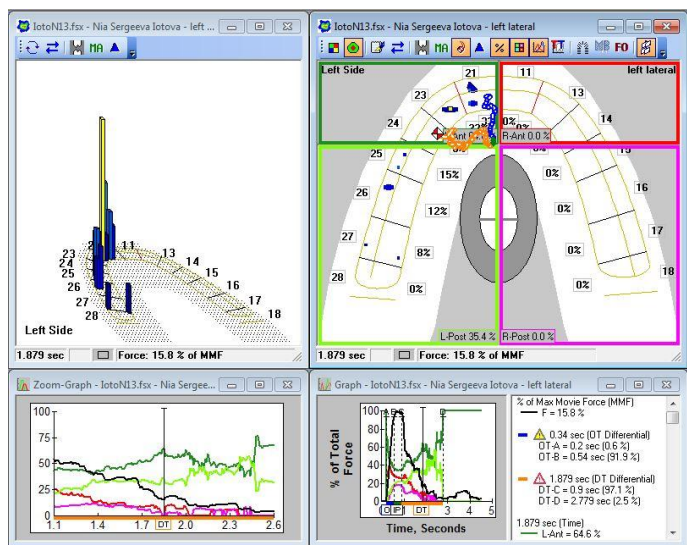 IotoN13.fsx - Nia Sergeeva Iotova - left ...
MA
23
24
25
26
27
28
11
13
14
15
16
17
18
Left Side
1.879 sec
Force: 15.8 % of MMF
IotoN13.fsx - Nia Sergeeva Iotova - left lateral
MA
%
MB
FO
Left Side
left lateral
21
11
23
13
24
14
0%
0%
0%
R-Ant 0.0 %
25
15%
0%
15
26
12%
0%
16
27
8%
0%
17
28
0%
0%
18
L-Post 35.4 %
R-Post 0.0 %
1.879 sec
Force: 15.8 % of MMF
Zoom-Graph - IotoN13.fsx - Nia Sergee...
100
75
50
25
0
1.1
1.4
1.7
DT
2.0
2.3
2.6
Graph - IotoN13.fsx - Nia Sergeeva Iotova - left lateral
% of Total
Force
100
80
60
40
20
0
DT
Time, Seconds
% of Max Movie Force (MMF)
F = 15.8 %
0.34 sec (OT Differential)
OT-A = 0.2 sec (0.6 %)
OT-B = 0.54 sec (91.9 %)
1.879 sec (DT Differential)
DT-C = 0.9 sec (97.1 %)
DT-D = 2.779 sec (2.5 %)
1.879 sec (Time)
L-Ant = 64.6 %